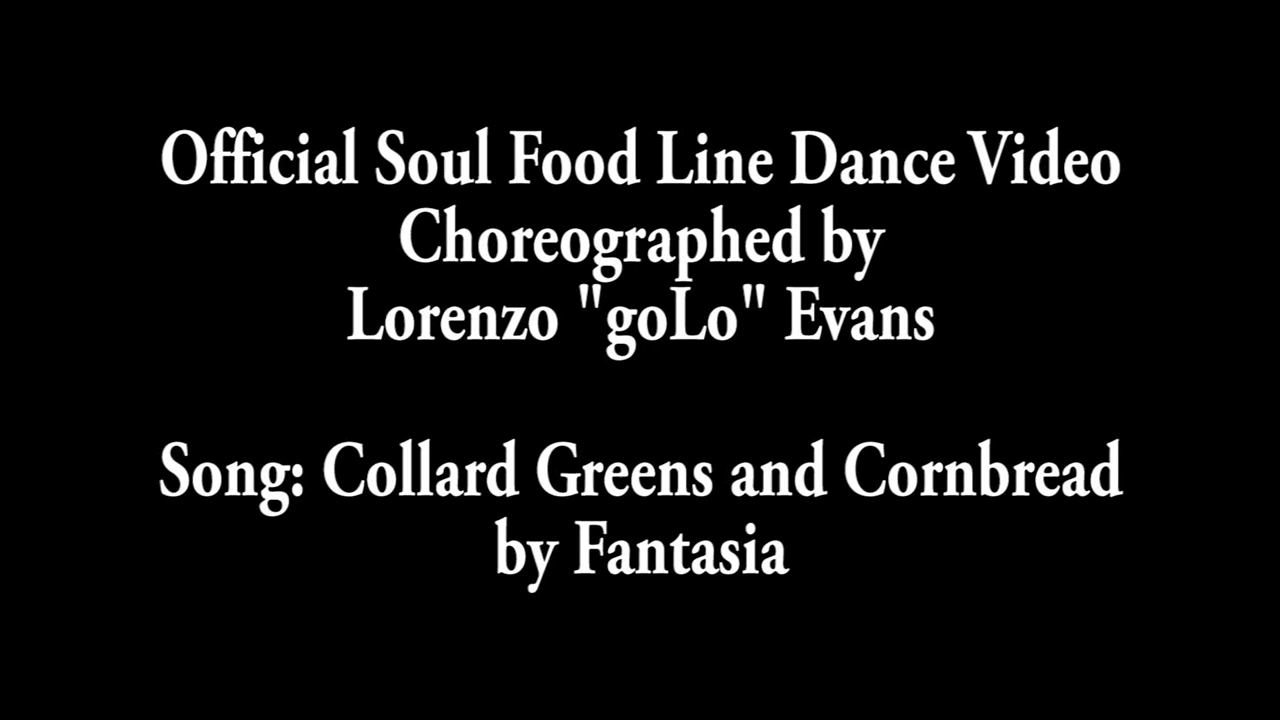 Official Soul Food Line Dance Video
Choreographed by
Lorenzo "goLo" Evans
Song: Collard Greens and Cornbread
by Fantasia